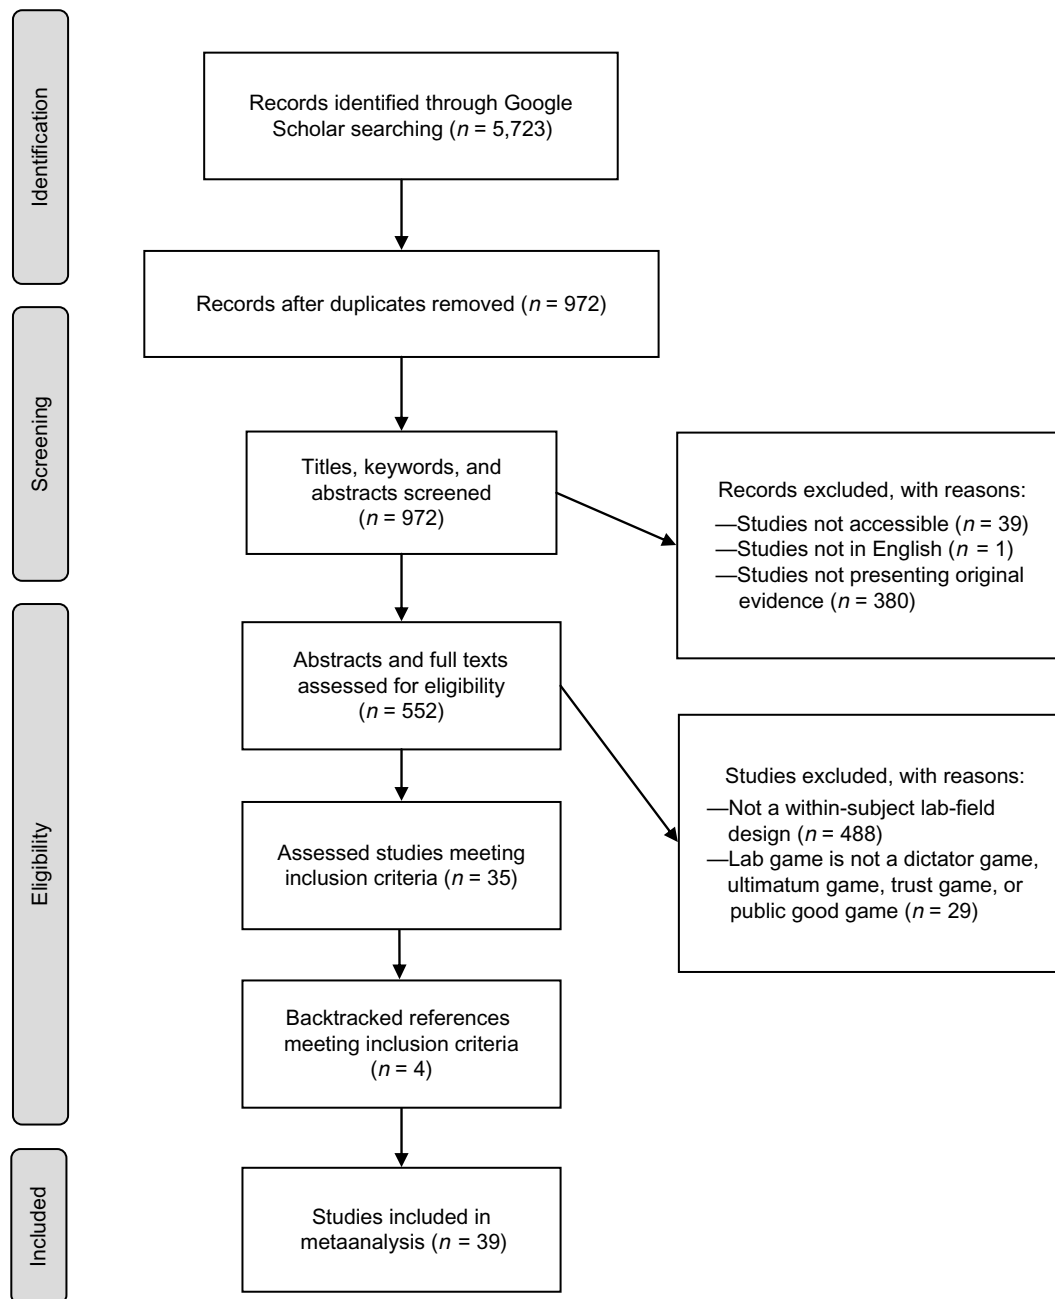 Identification
Records identified through Google
Scholar searching (n = 5,723)
Records after duplicates removed (n = 972)
Screening
Titles, keywords, and
abstracts screened
(n = 972)
Records excluded, with reasons:
—Studies not accessible (n = 39)
—Studies not in English (n = 1)
—Studies not presenting original
evidence (n = 380)
Eligibility
Abstracts and full texts
assessed for eligibility
(n = 552)
Studies excluded, with reasons:
—Not a within-subject lab-field
design (n = 488)
—Lab game is not a dictator game,
ultimatum game, trust game, or
public good game (n = 29)
Assessed studies meeting
inclusion criteria (n = 35)
Backtracked references
meeting inclusion criteria
(n = 4)
Included
Studies included in
metaanalysis (n = 39)